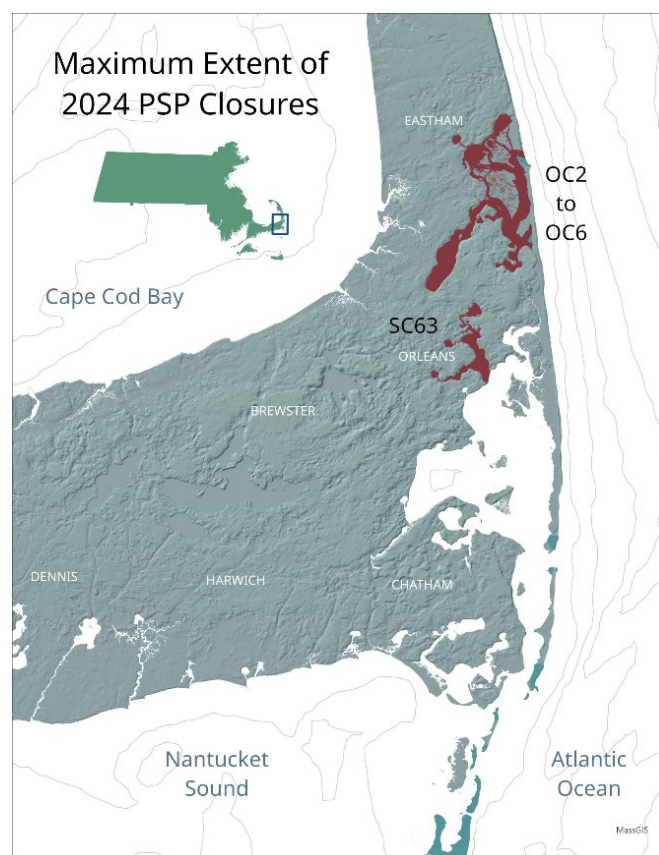 Maximum Extent of
2024 PSP Closures
EASTHAM
OC2
to
OC6
Cape Cod Bay
SC63
ORLEANS
BREWSTER
DENNIS
HARWICH
CHATHAM
Nantucket
Sound
Atlantic
Ocean
MassGIS